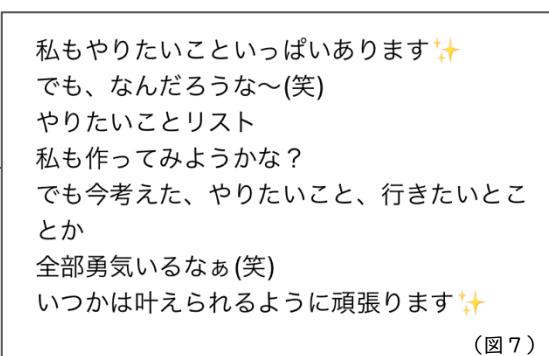 私もやりたいこといっぱいあります✨
でも、なんだろうな〜(笑)
やりたいことリスト
私も作ってみようかな？
でも今考えた、やりたいこと、行きたいとこ
とか
全部勇気いるなぁ(笑)
いつかは叶えられるように頑張ります✨
（図７）